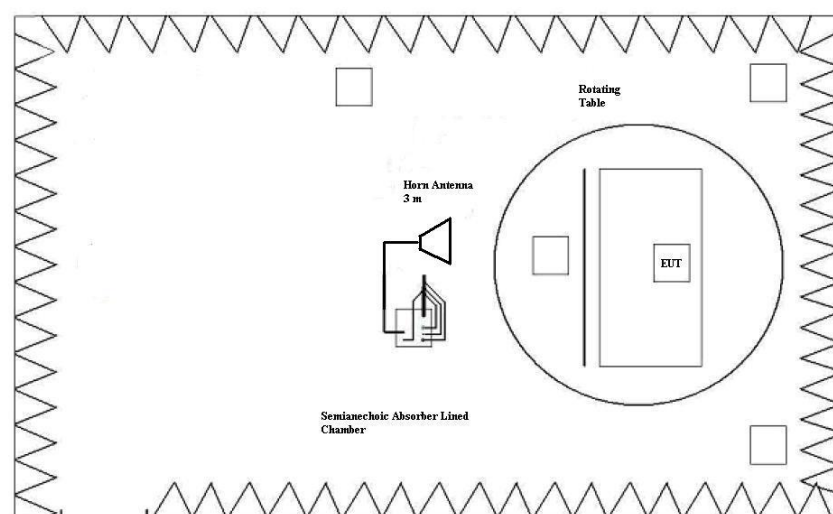 Rotating
Table
Horn Antenna
3 m
EUT
Semianechoic Absorber Lined
Chamber